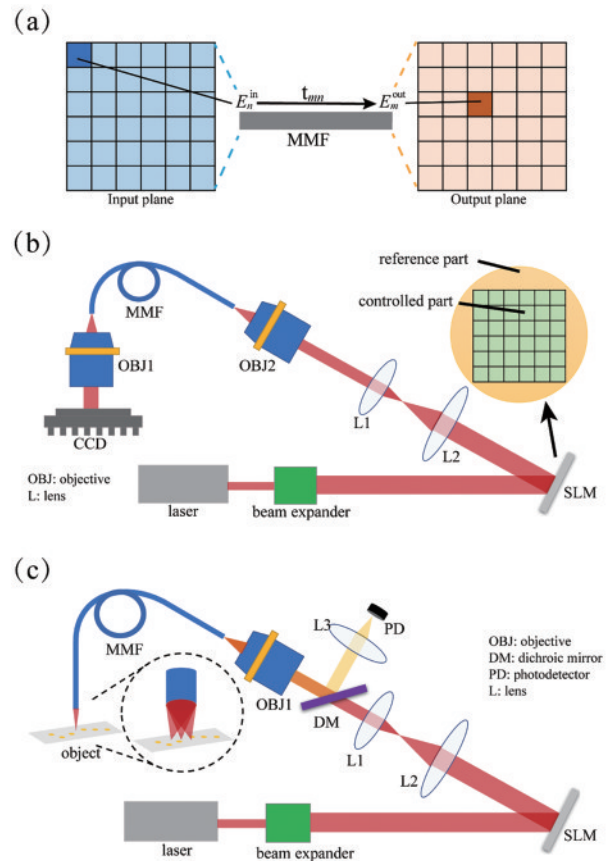 (a)
E_n^in
t_mn
E_m^out
MMF
Input plane
Output plane
(b)
reference part
controlled part
MMF
OBJ1
OBJ2
CCD
L1
L2
OBJ: objective
L: lens
laser
beam expander
SLM
(c)
MMF
L3
PD
OBJ: objective
DM: dichroic mirror
PD: photodetector
L: lens
OBJ1
DM
L1
object
L2
laser
beam expander
SLM